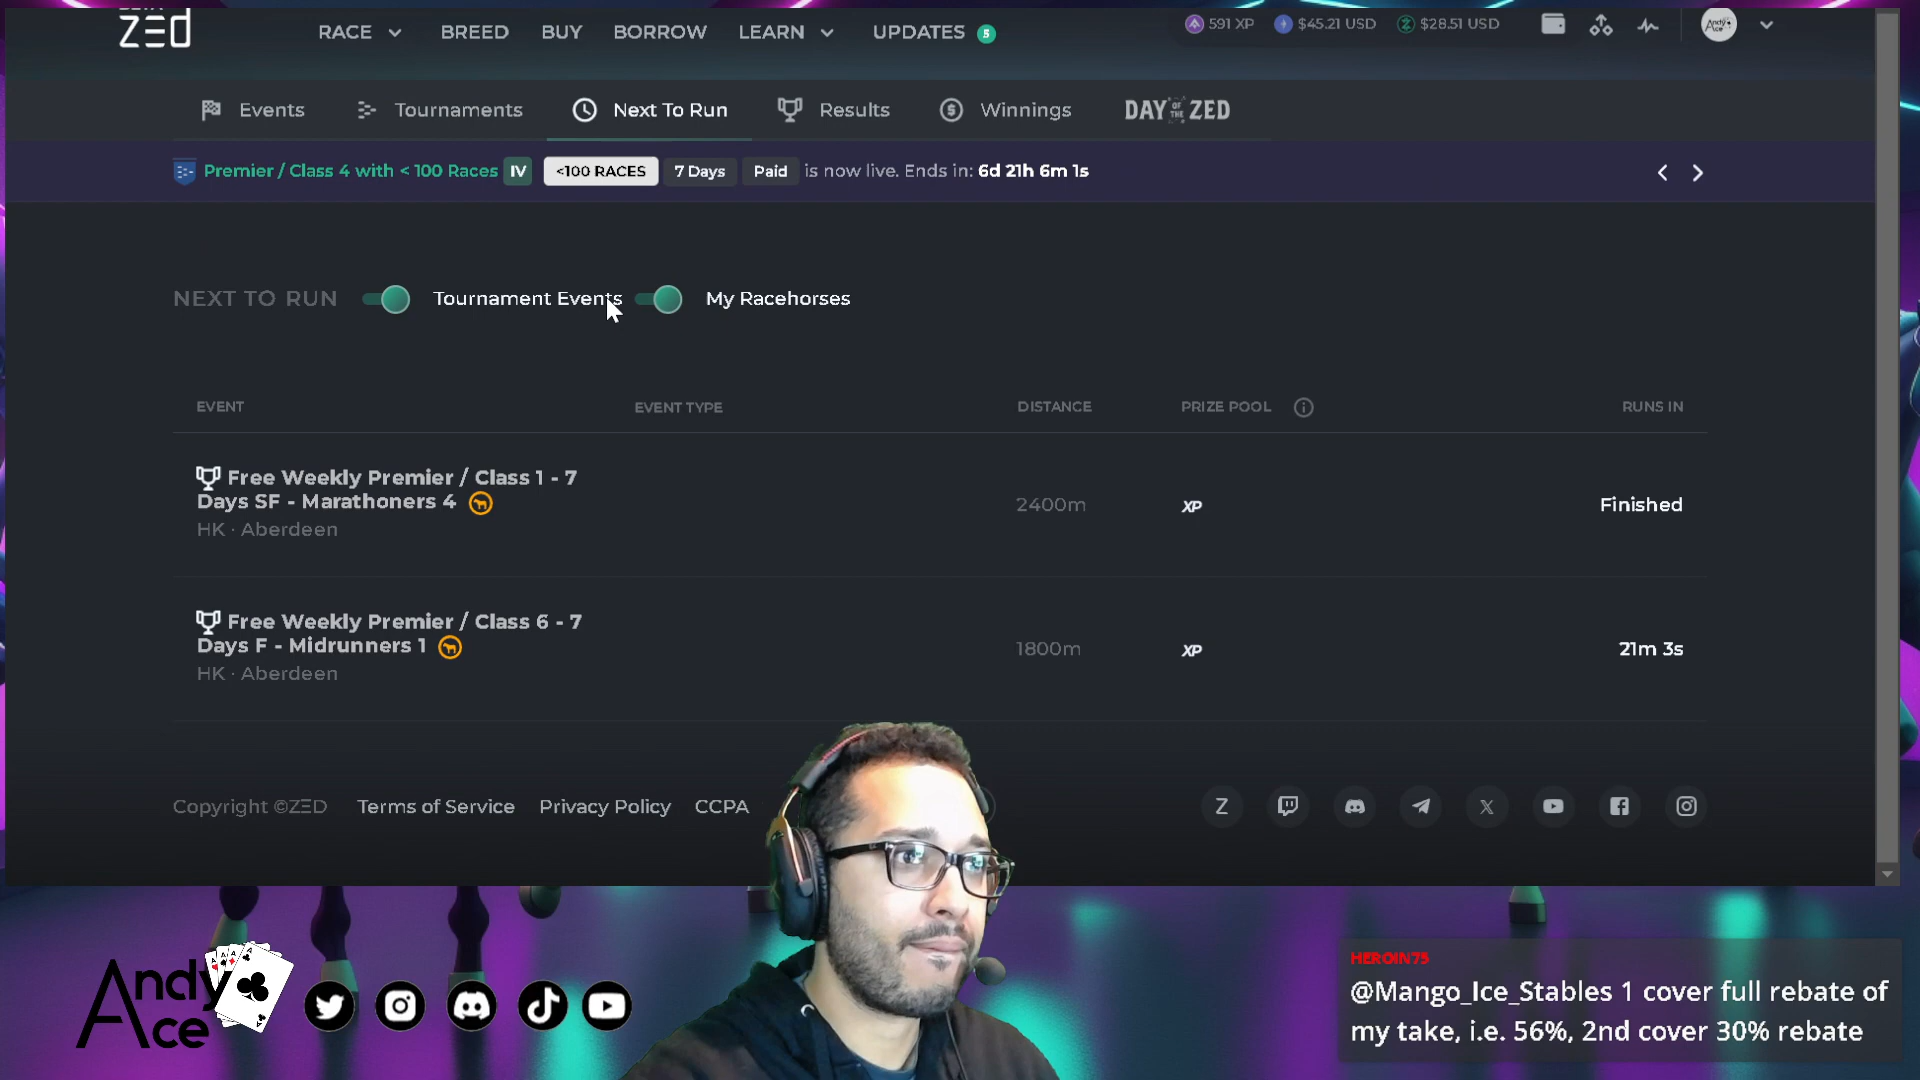 ZED
RACE BREED BUY BORROW LEARN UPDATES 5
591 XP $45.21 USD $28.51 USD
Events Tournaments Next To Run Results Winnings DAY OF THE ZED
Premier / Class 4 with < 100 Races IV <100 RACES 7 Days Paid is now live. Ends in: 6d 21h 6m 1s
NEXT TO RUN Tournament Events My Racehorses
EVENT EVENT TYPE DISTANCE PRIZE POOL RUNS IN
Free Weekly Premier / Class 1 - 7
Days SF - Marathoners 4
HK · Aberdeen
2400m XP Finished
Free Weekly Premier / Class 6 - 7
Days F - Midrunners 1
HK · Aberdeen
1800m XP 21m 3s
Copyright ©ZED Terms of Service Privacy Policy CCPA
Andy
Ace
HEROIN75
@Mango_Ice_Stables 1 cover full rebate of
my take, i.e. 56%, 2nd cover 30% rebate